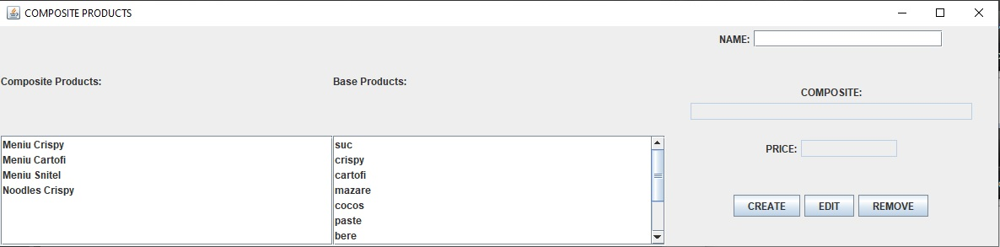 COMPOSITE PRODUCTS
NAME:
Composite Products:
Base Products:
COMPOSITE:
PRICE:
Meniu Crispy
Meniu Cartofi
Meniu Snitel
Noodles Crispy
suc
crispy
cartofi
mazare
cocos
paste
bere
CREATE EDIT REMOVE